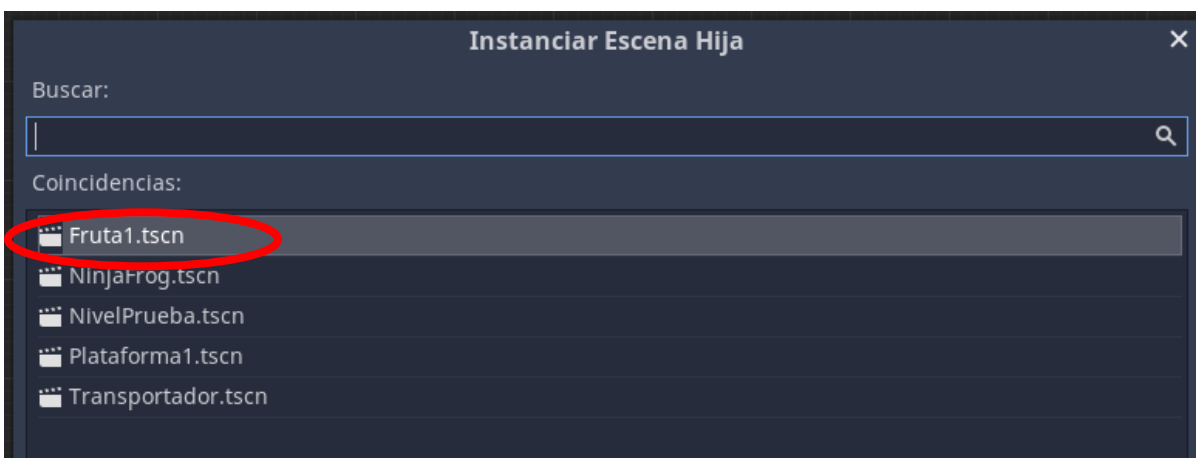 Instanciar Escena Hija
Buscar:
Coincidencias:
Fruta1.tscn
NinjaFrog.tscn
NivelPrueba.tscn
Plataforma1.tscn
Transportador.tscn